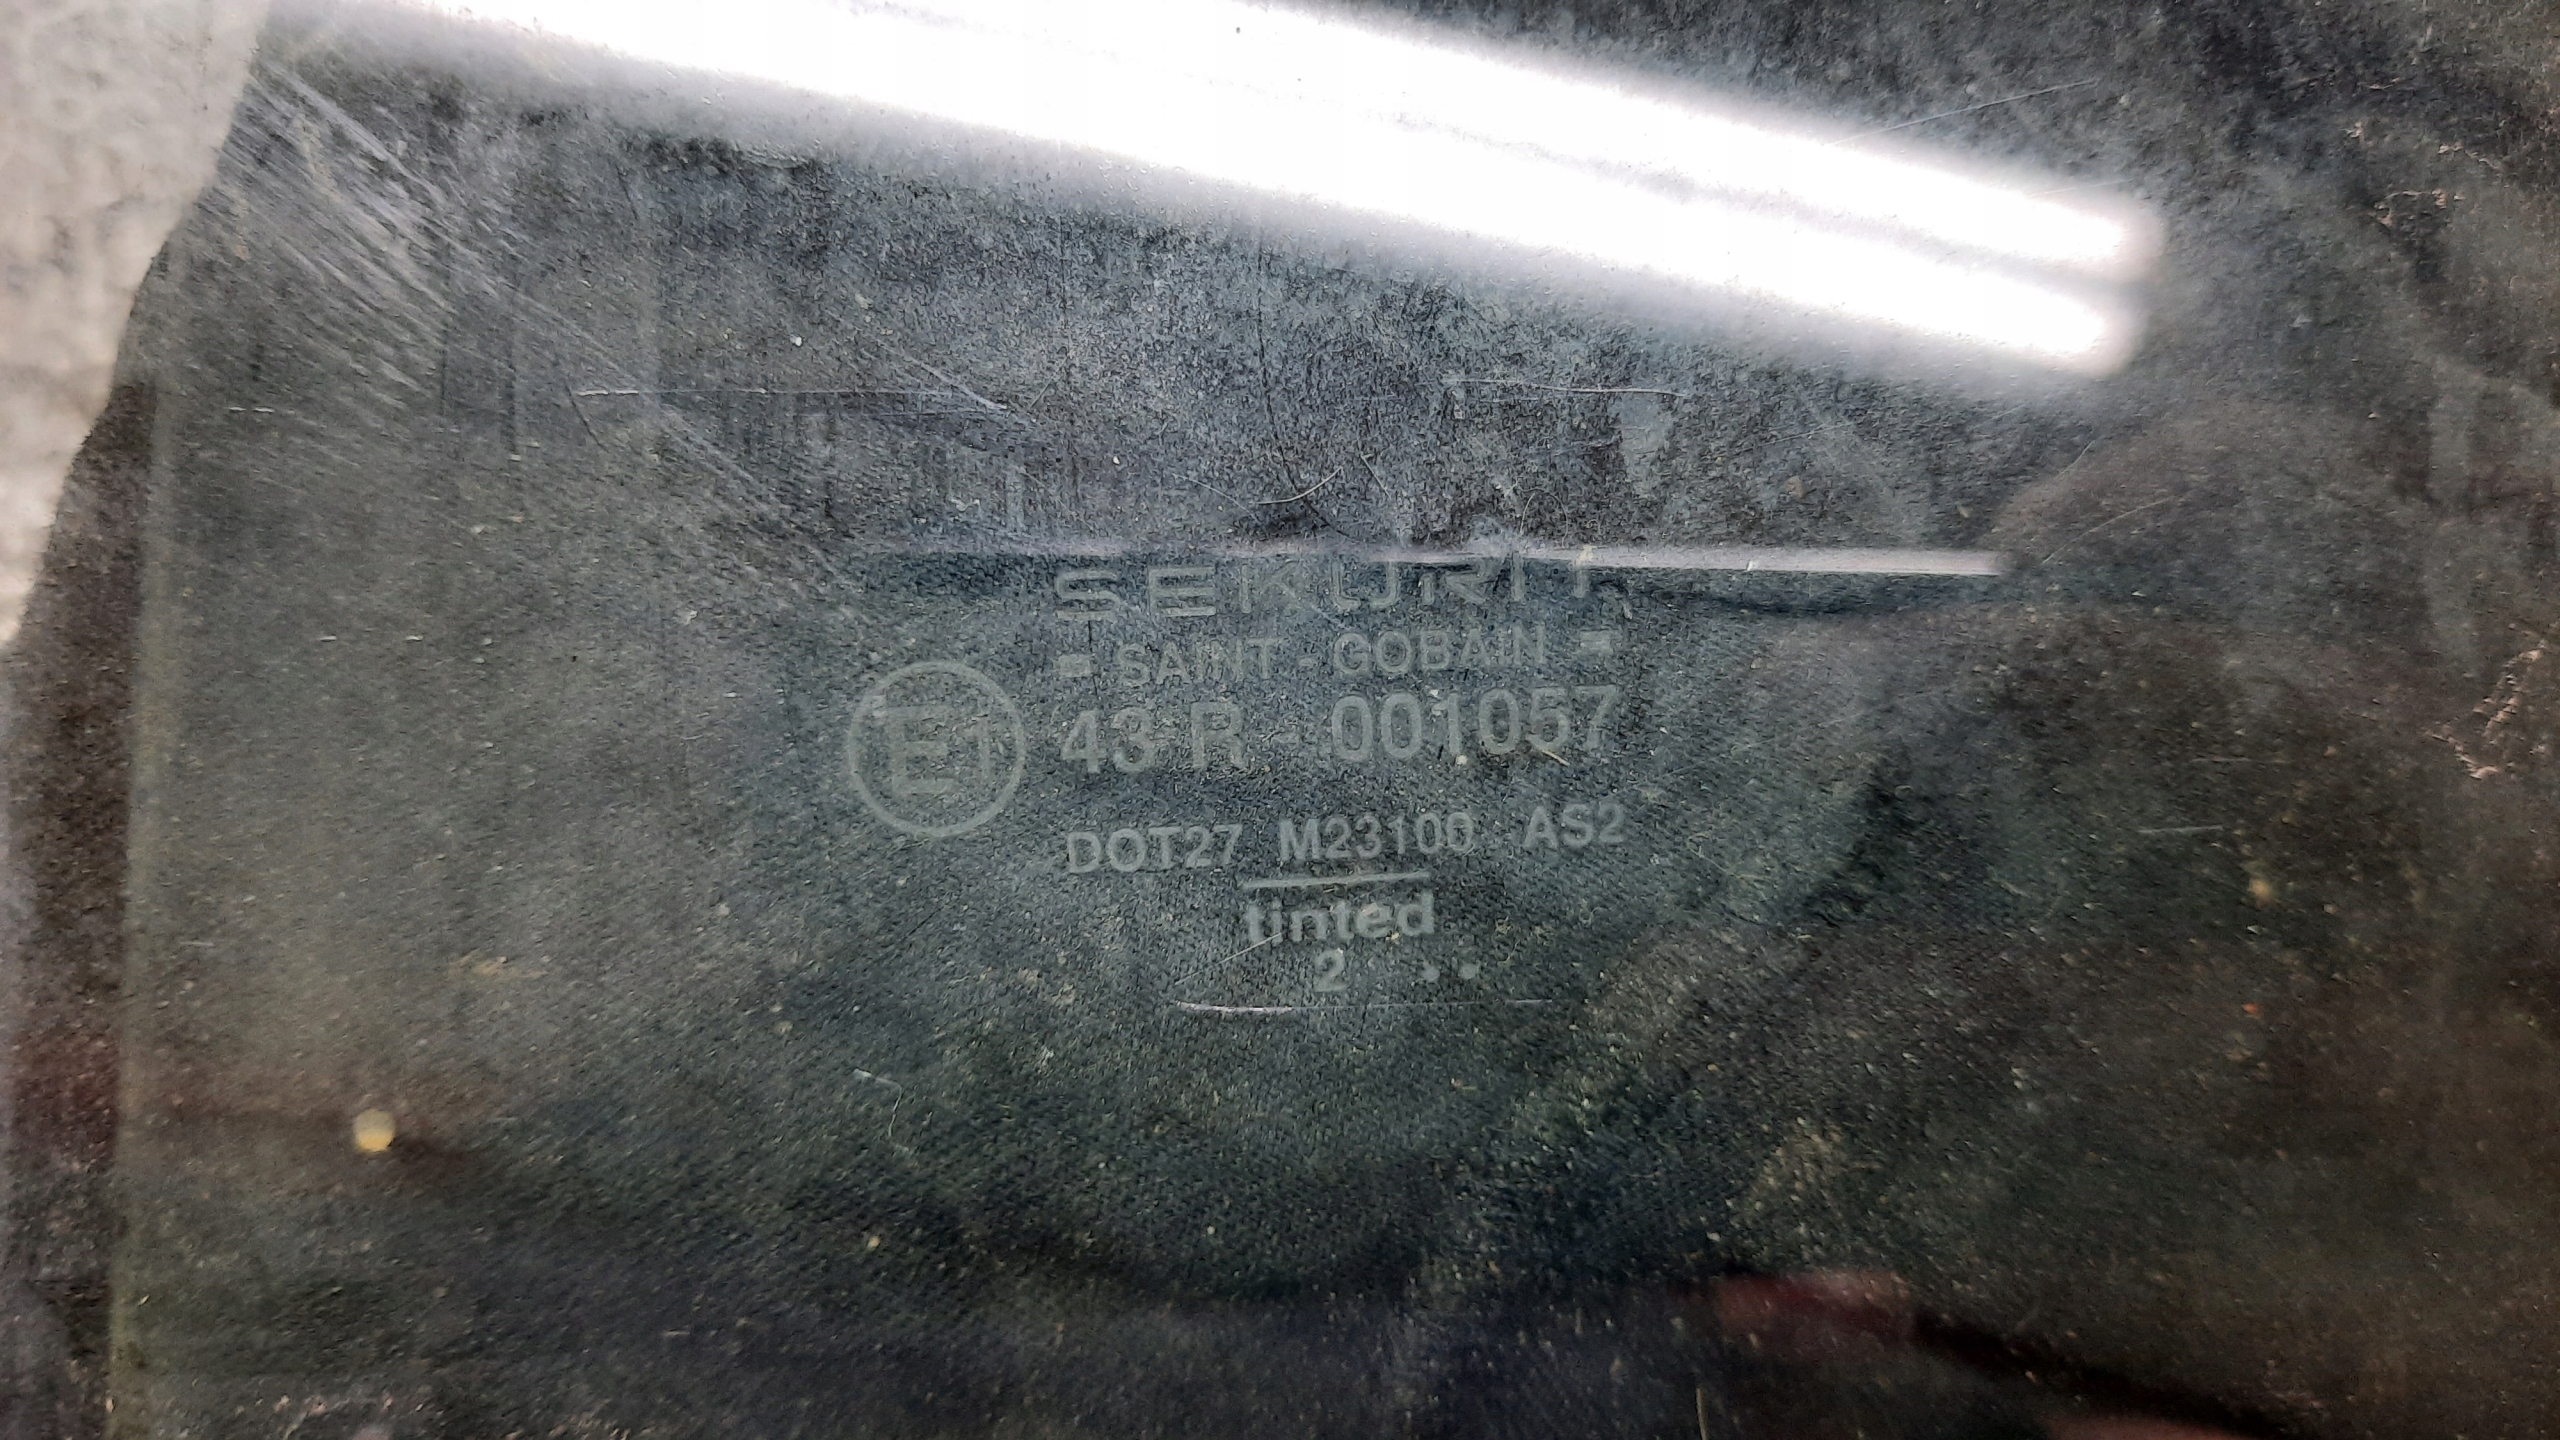 SEKURIT
- SAINT - GOBAIN -
E1 43 R - 001057
DOT27 M23100 AS2
tinted
2 ••